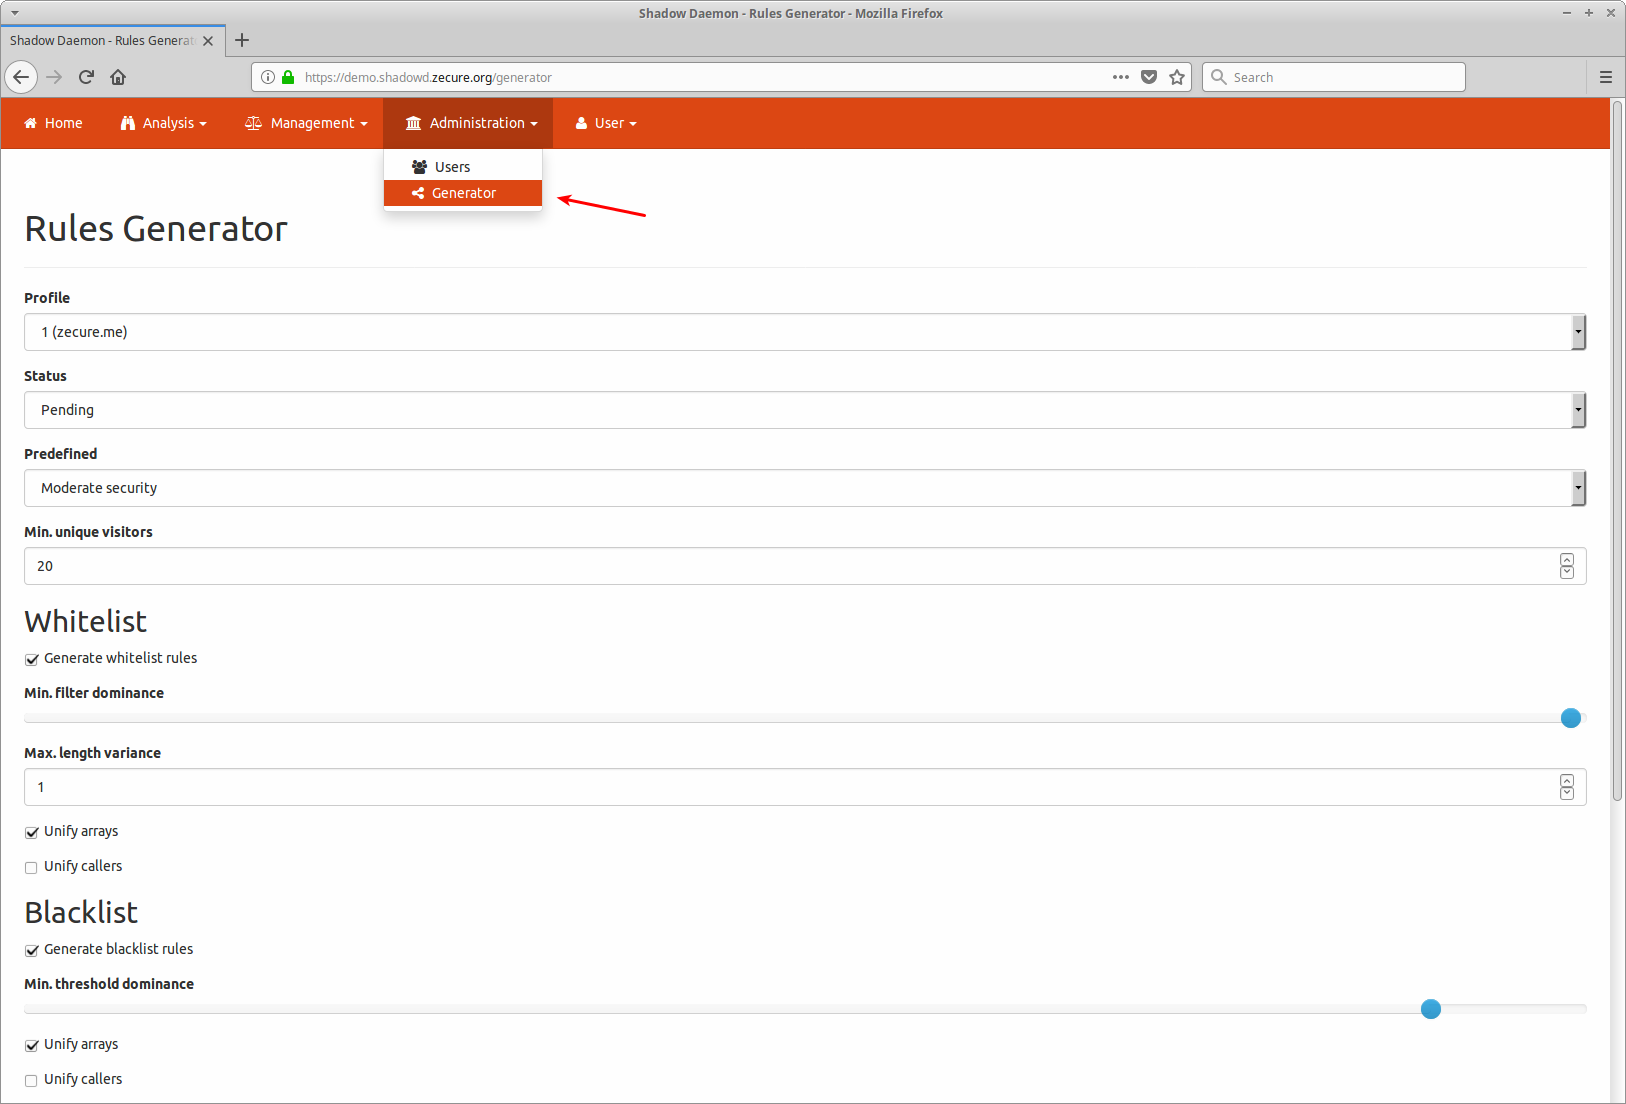 Shadow Daemon - Rules Generator - Mozilla Firefox
Shadow Daemon - Rules Generat
https://demo.shadowd.zecure.org/generator
Search
Home
Analysis
Management
Administration
User
Users
Generator
Rules Generator
Profile
1 (zecure.me)
Status
Pending
Predefined
Moderate security
Min. unique visitors
20
Whitelist
Generate whitelist rules
Min. filter dominance
Max. length variance
1
Unify arrays
Unify callers
Blacklist
Generate blacklist rules
Min. threshold dominance
Unify arrays
Unify callers